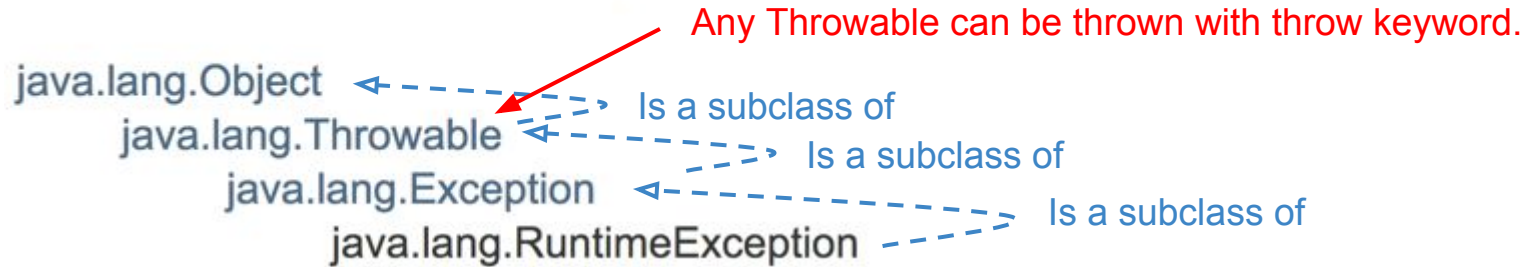 Any Throwable can be thrown with throw keyword.
java.lang.Object
Is a subclass of
java.lang.Throwable
Is a subclass of
java.lang.Exception
Is a subclass of
java.lang.RuntimeException